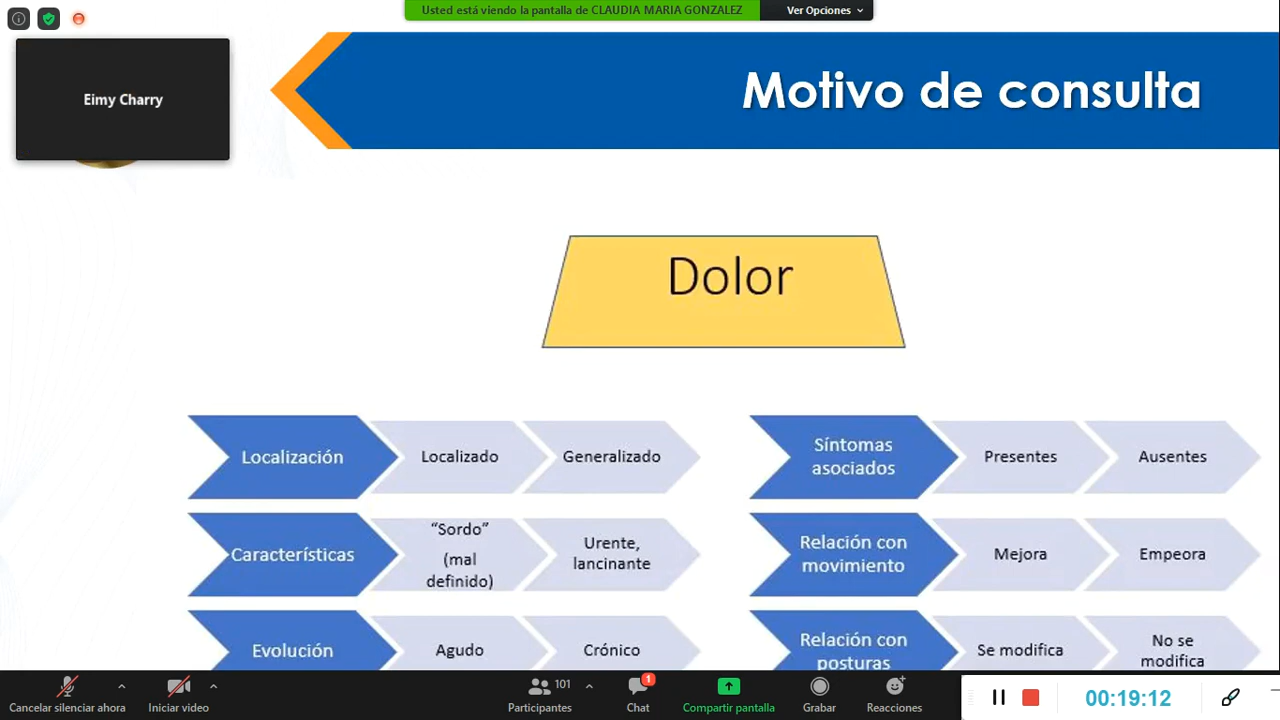 Usted está viendo la pantalla de CLAUDIA MARIA GONZALEZ
Ver Opciones
Eimy Charry
Motivo de consulta
Dolor
Localización
Localizado
Generalizado
Síntomas
asociados
Presentes
Ausentes
Características
“Sordo”
(mal
definido)
Urente,
lancinante
Relación con
movimiento
Mejora
Empeora
Evolución
Agudo
Crónico
Relación con
posturas
Se modifica
No se
modifica
Cancelar silenciar ahora
Iniciar video
101
Participantes
1
Chat
Compartir pantalla
Grabar
Reacciones
00:19:12